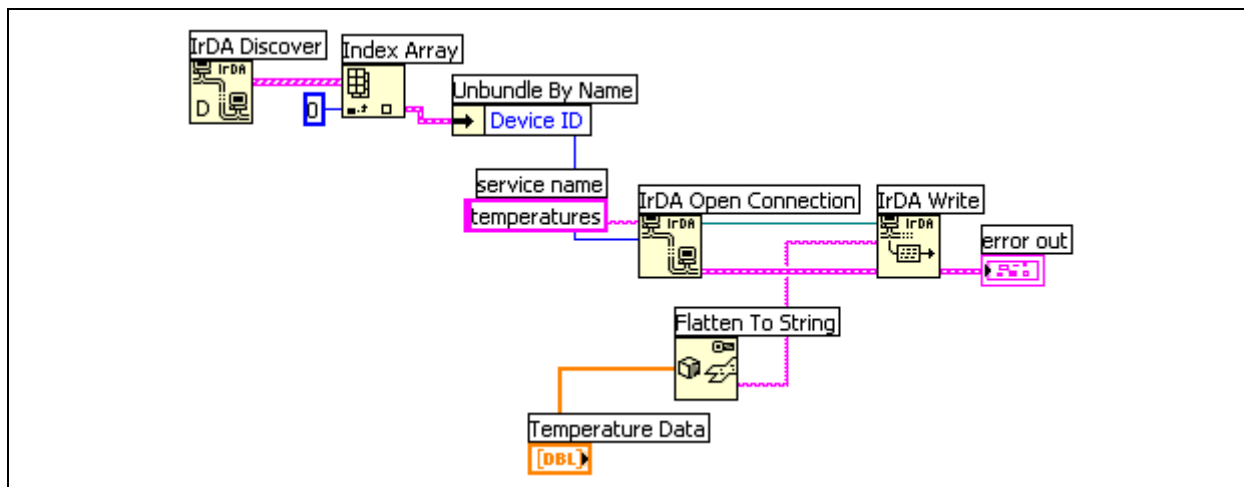 IrDA Discover
Index Array
IrDA
D
0
Unbundle By Name
Device ID
service name
temperatures
IrDA Open Connection
IrDA
IrDA Write
IrDA
error out
Flatten To String
Temperature Data
[DBL]